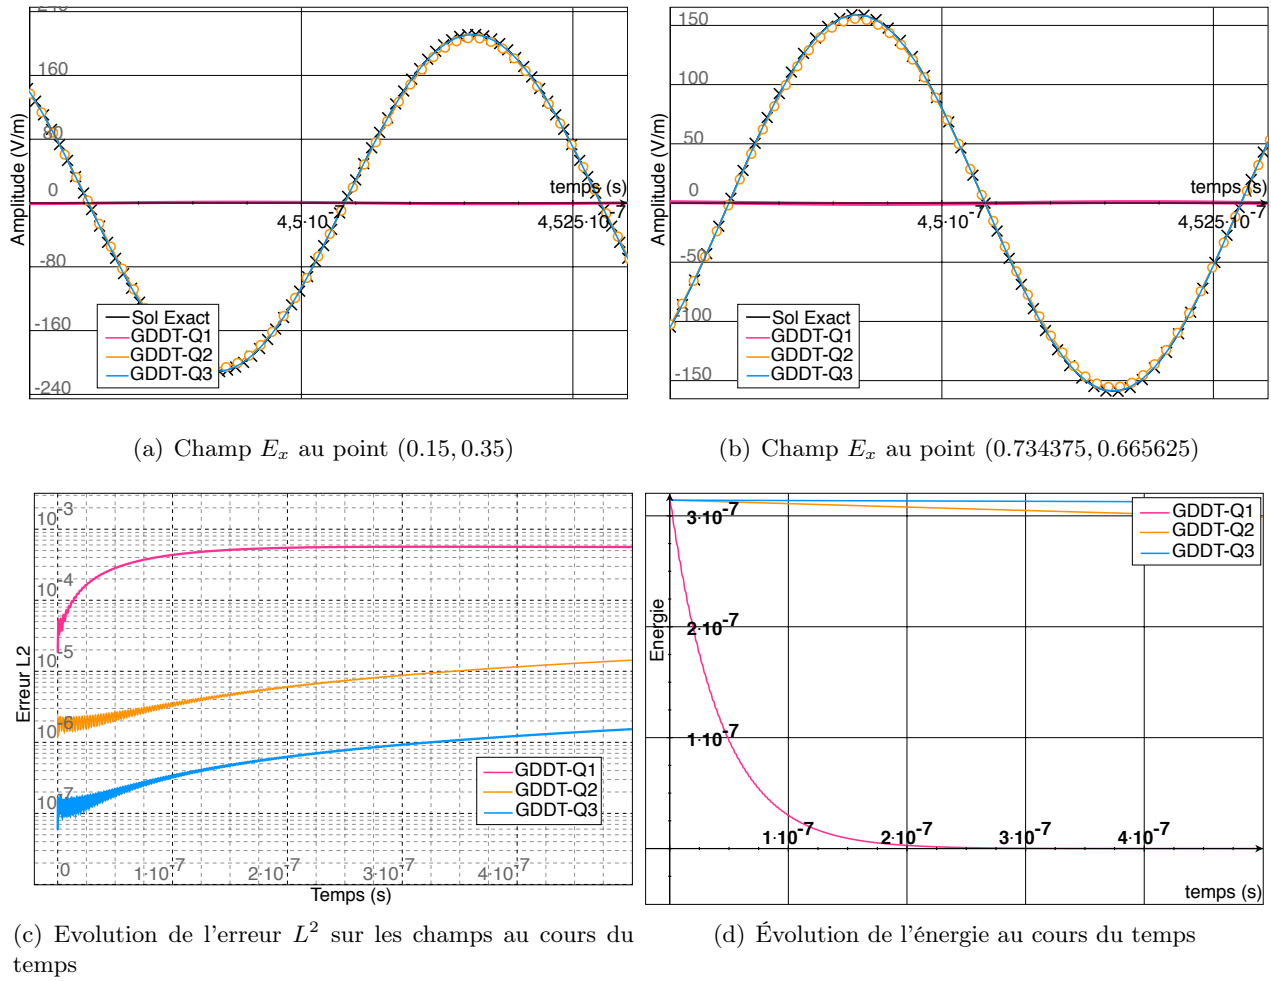 240
160
80
0
-80
-160
-240
Amplitude (V/m)
temps (s)
4,5·10-7
4,525·10-7
Sol Exact
GDDT-Q1
GDDT-Q2
GDDT-Q3
(a) Champ Ex au point (0.15, 0.35)
150
100
50
0
-50
-100
-150
Amplitude (V/m)
temps (s)
4,5·10-7
4,525·10-7
Sol Exact
GDDT-Q1
GDDT-Q2
GDDT-Q3
(b) Champ Ex au point (0.734375, 0.665625)
10-3
10-4
10-5
10-6
10-7
Erreur L2
0
1·10-7
2·10-7
3·10-7
4·10-7
Temps (s)
GDDT-Q1
GDDT-Q2
GDDT-Q3
(c) Evolution de l'erreur L2 sur les champs au cours du
temps
3·10-7
2·10-7
1·10-7
Energie
1·10-7
2·10-7
3·10-7
4·10-7
temps (s)
GDDT-Q1
GDDT-Q2
GDDT-Q3
(d) Évolution de l'énergie au cours du temps